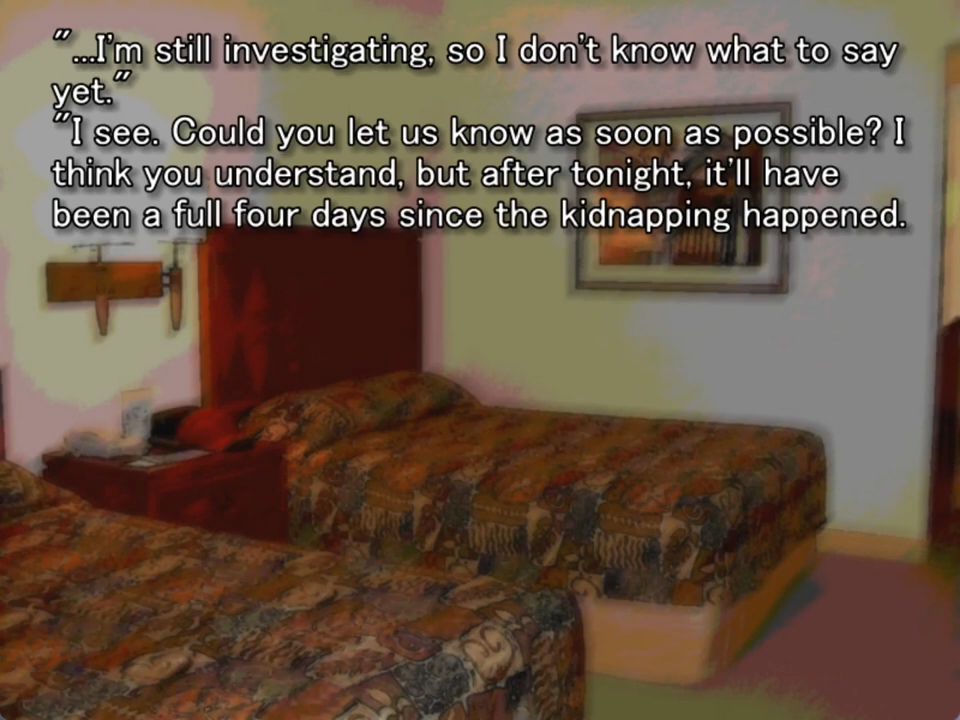 "...I'm still investigating, so I don't know what to say
yet."
"I see. Could you let us know as soon as possible? I
think you understand, but after tonight, it'll have
been a full four days since the kidnapping happened.